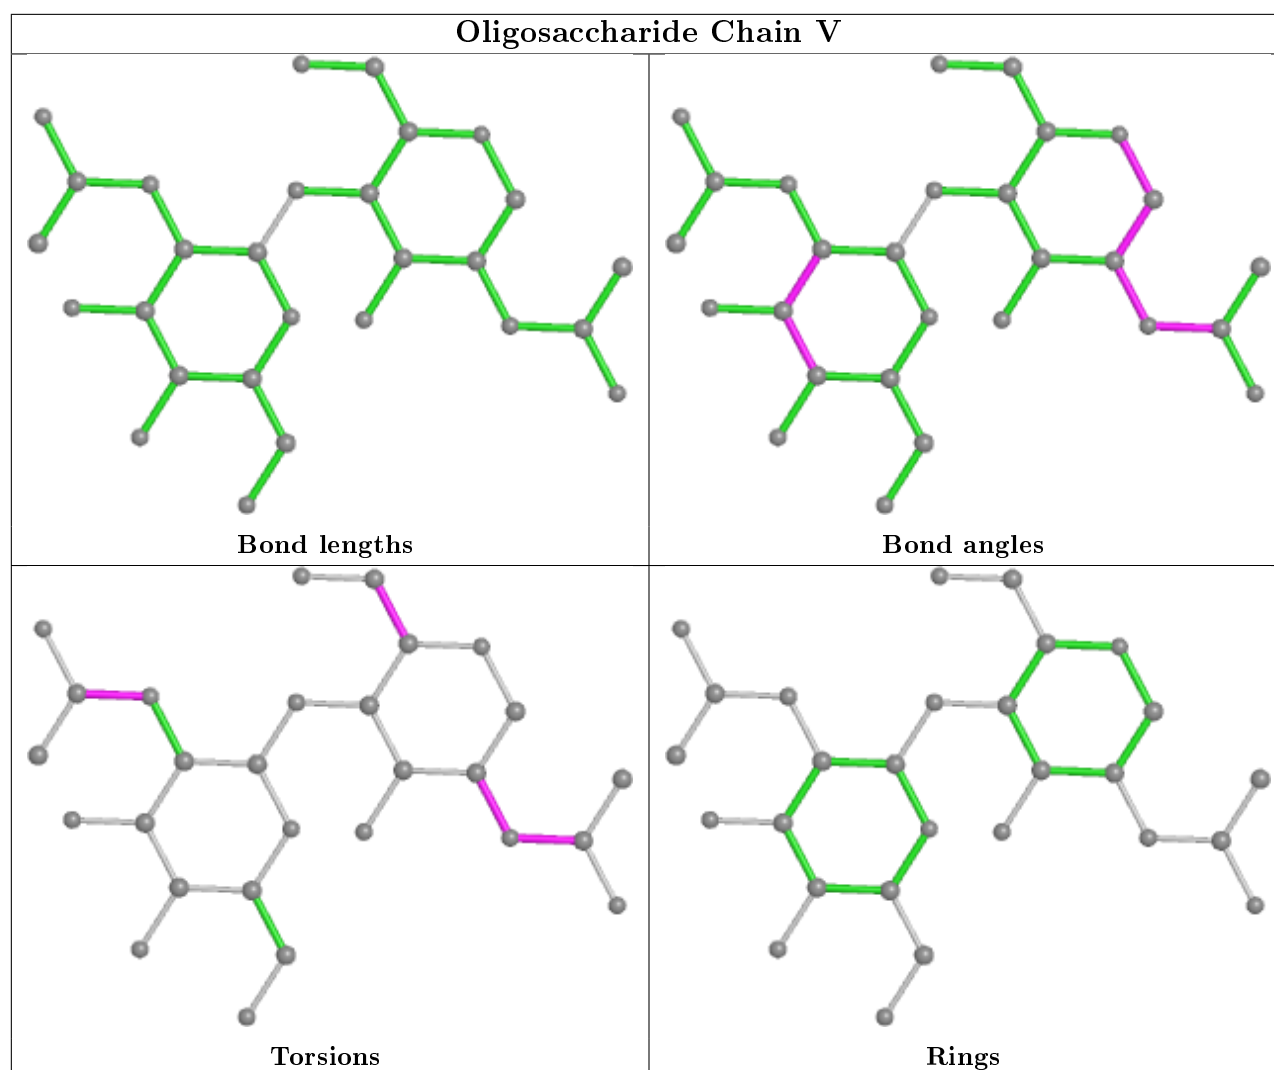 Oligosaccharide Chain V
Bond lengths
Bond angles
Torsions
Rings